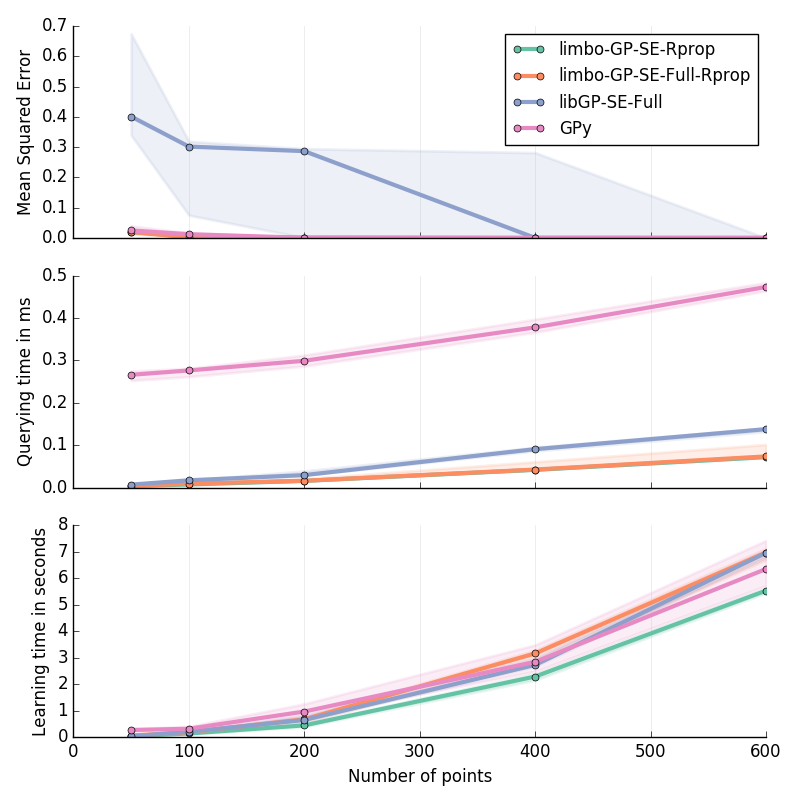 0.7
0.6
0.5
0.4
0.3
0.2
0.1
0.0
Mean Squared Error
limbo-GP-SE-Rprop
limbo-GP-SE-Full-Rprop
libGP-SE-Full
GPy
0.5
0.4
0.3
0.2
0.1
0.0
Querying time in ms
8
7
6
5
4
3
2
1
0
Learning time in seconds
0 100 200 300 400 500 600
Number of points